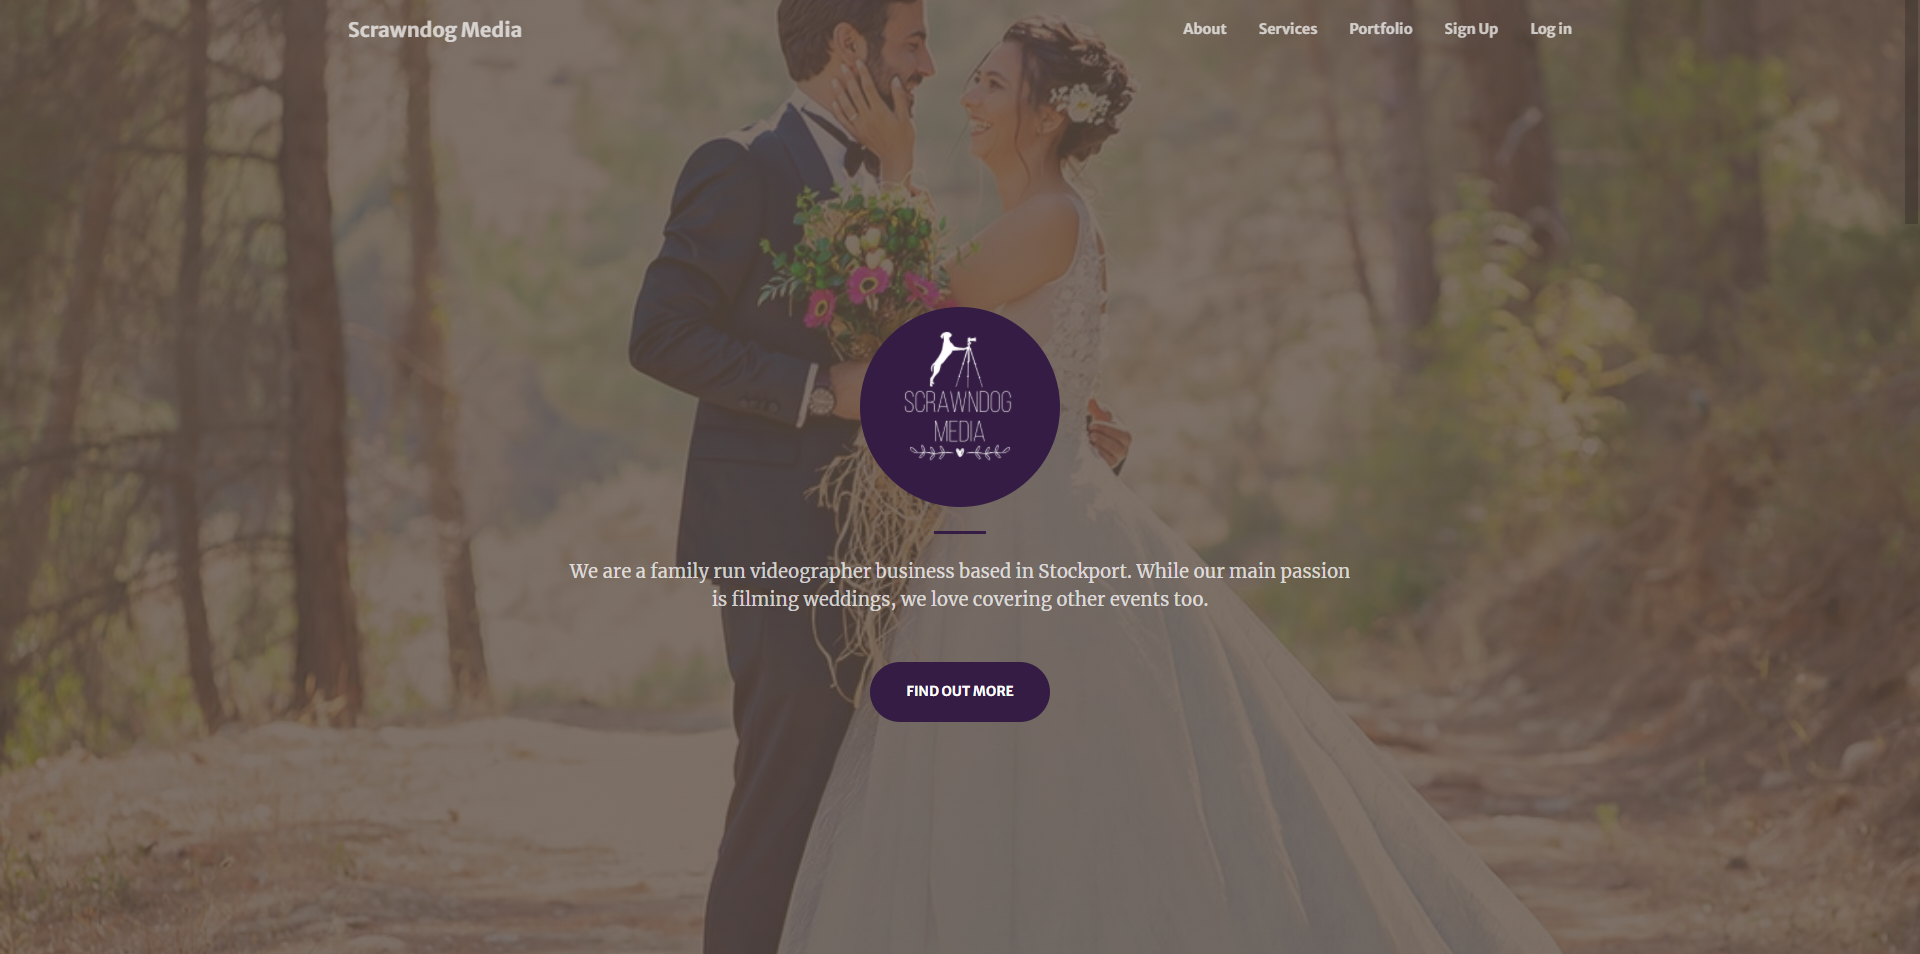 Scrawndog Media
About Services Portfolio Sign Up Log in
SCRAWNDOG
MEDIA
We are a family run videographer business based in Stockport. While our main passion
is filming weddings, we love covering other events too.
FIND OUT MORE